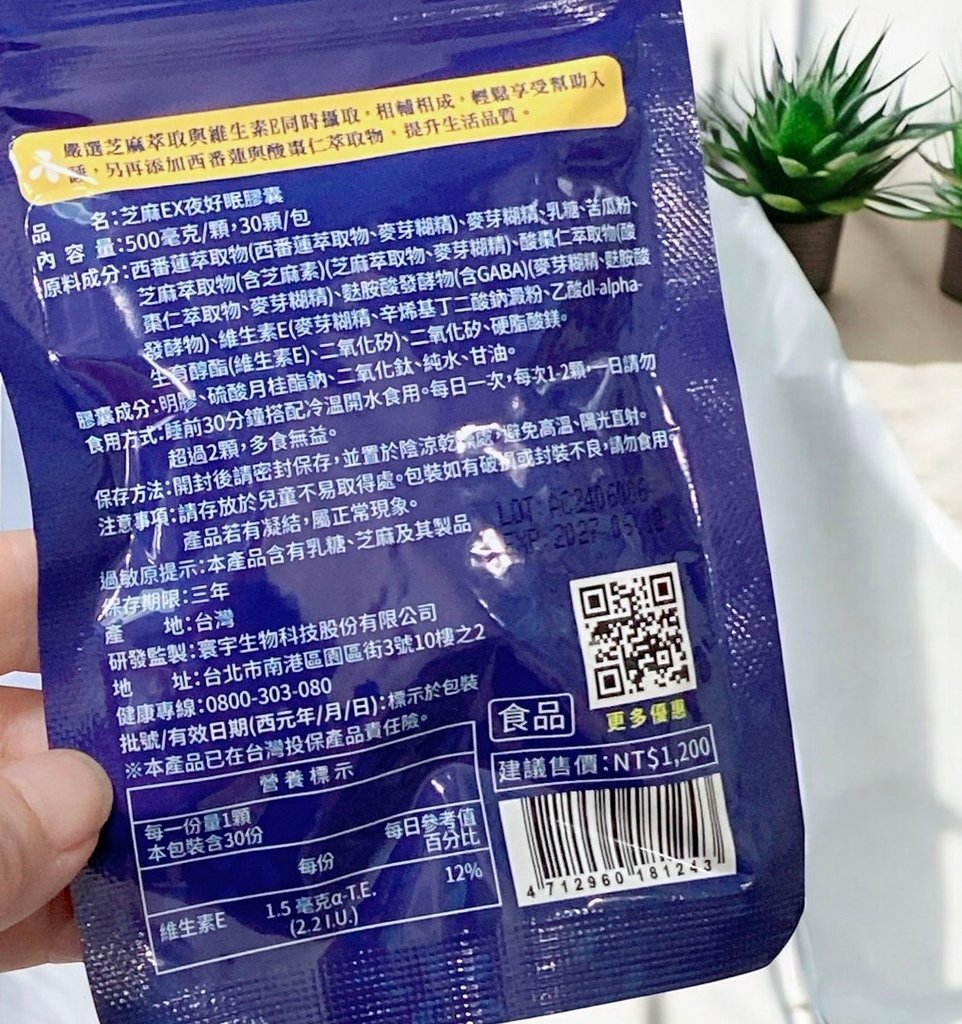 嚴選芝麻萃取與維生素E同時攝取，相輔相成，輕鬆享受幫助入
睡，另再添加西番蓮與酸棗仁萃取物，提升生活品質。
品 名：芝麻EX夜好眠膠囊
內 容 量：500毫克/顆，30顆/包
原料成分：西番蓮萃取物(西番蓮萃取物、麥芽糊精)、麥芽糊精、乳糖、苦瓜粉、
芝麻萃取物(含芝麻素)(芝麻萃取物、麥芽糊精)、酸棗仁萃取物(酸
棗仁萃取物、麥芽糊精)、麩胺酸發酵物(含GABA)(麥芽糊精、麩胺酸
發酵物)、維生素E(麥芽糊精、辛烯基丁二酸鈉澱粉、乙酸dl-alpha-
生育醇酯(維生素E)、二氧化矽)、二氧化矽、硬脂酸鎂。
膠囊成分：明膠、硫酸月桂酯鈉、二氧化鈦、純水、甘油。
食用方式：睡前30分鐘搭配冷溫開水食用。每日一次，每次1-2顆，一日請勿
超過2顆，多食無益。
保存方法：開封後請密封保存，並置於陰涼乾燥處，避免高溫、陽光直射。
注意事項：請存放於兒童不易取得處。包裝如有破損或封裝不良，請勿食用。
產品若有凝結，屬正常現象。
過敏原提示：本產品含有乳糖、芝麻及其製品
保存期限：三年
產 地：台灣
研發監製：寰宇生物科技股份有限公司
地 址：台北市南港區園區街3號10樓之2
健康專線：0800-303-080
批號/有效日期(西元年/月/日)：標示於包裝
※本產品已在台灣投保產品責任險。
LOT:
EXP: 2027
更多優惠
食品
建議售價：NT$1,200
4 712960 181243
營養標示
每一份量1顆
本包裝含30份
每份 每日參考值
百分比
維生素E 1.5 毫克α-T.E. 12%
(2.2 I.U.)